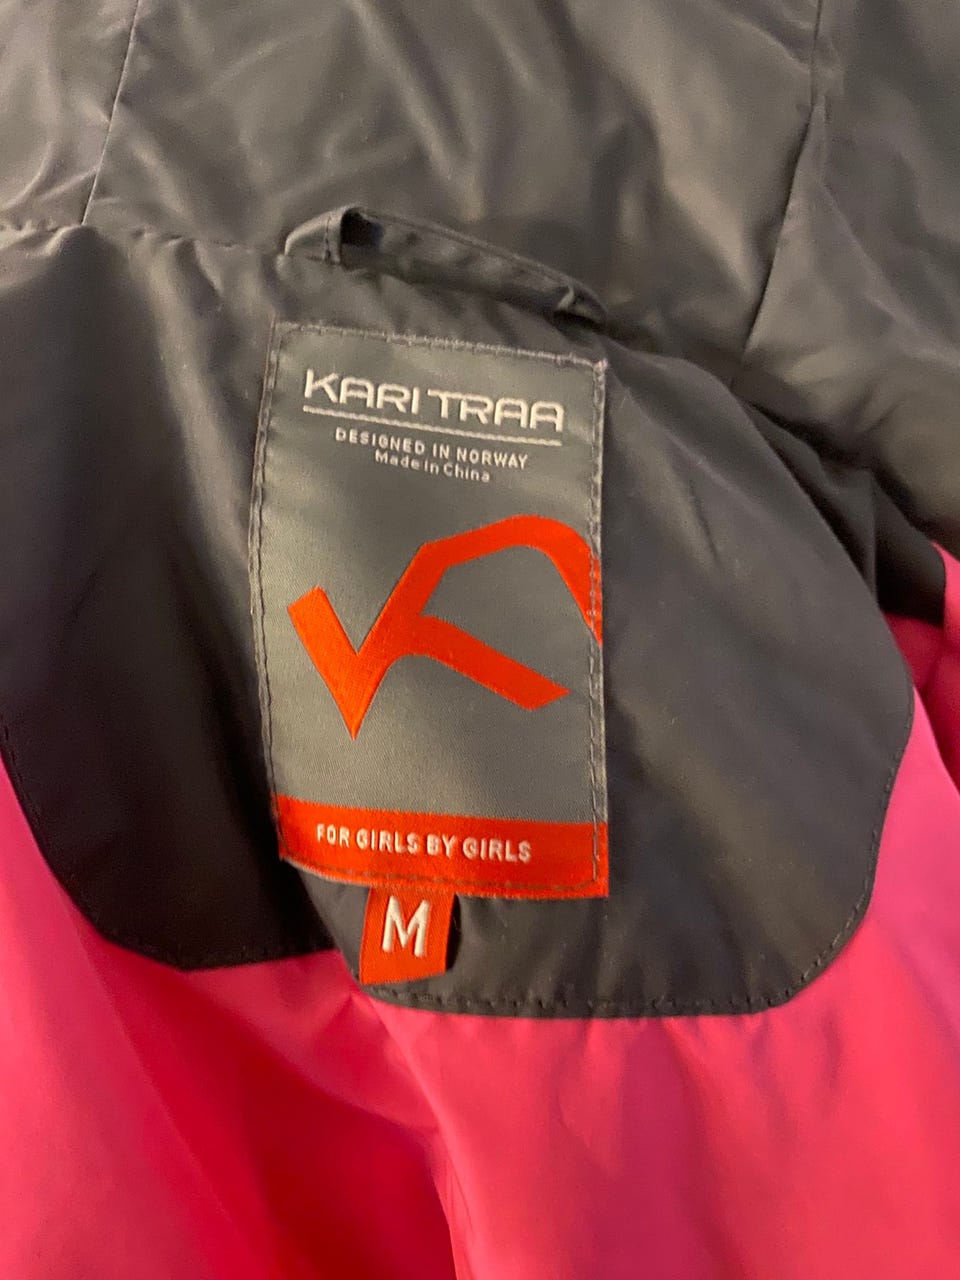 KARI TRAA
DESIGNED IN NORWAY
Made in China
FOR GIRLS BY GIRLS
M